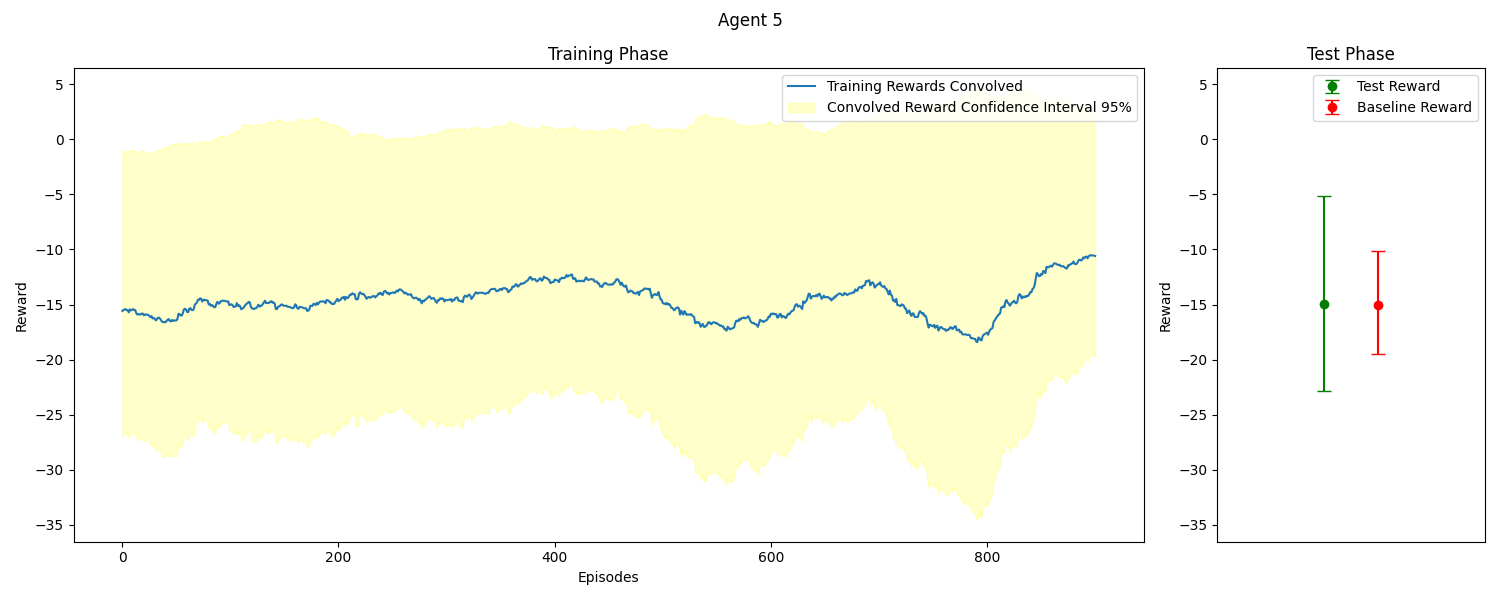 Agent 5
Training Phase
Training Rewards Convolved
Convolved Reward Confidence Interval 95%
Reward
5
0
−5
−10
−15
−20
−25
−30
−35
0
200
400
600
800
Episodes
Test Phase
Test Reward
Baseline Reward
Reward
5
0
−5
−10
−15
−20
−25
−30
−35